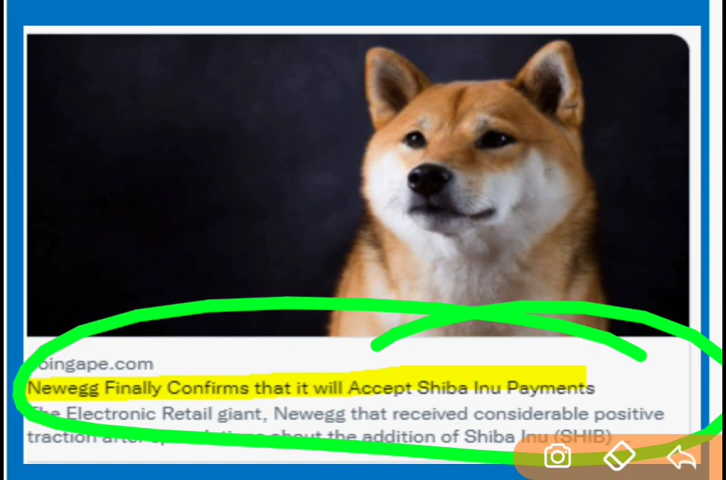 coingape.com
Newegg Finally Confirms that it will Accept Shiba Inu Payments
The Electronic Retail giant, Newegg that received considerable positive
traction after speculations about the addition of Shiba Inu (SHIB)